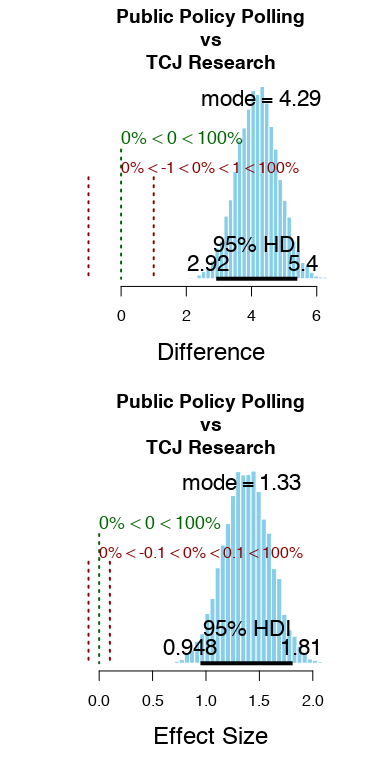 Public Policy Polling
vs
TCJ Research
mode = 4.29
0% < 0 < 100%
0% < -1 < 0% < 1 < 100%
95% HDI
2.92 5.4
0 2 4 6
Difference
Public Policy Polling
vs
TCJ Research
mode = 1.33
0% < 0 < 100%
0% < -0.1 < 0% < 0.1 < 100%
95% HDI
0.948 1.81
0.0 0.5 1.0 1.5 2.0
Effect Size